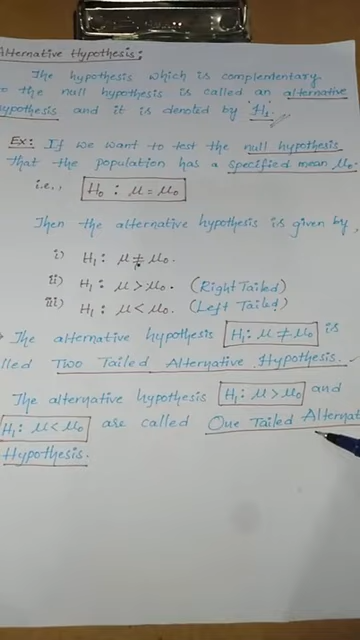 Alternative Hypothesis:
The hypothesis which is complementary
to the null hypothesis is called an alternative
hypothesis and it is denoted by 'H₁'.
Ex: If we want to test the null hypothesis
that the population has a specified mean μ₀.
i.e., H₀ : μ = μ₀
Then the alternative hypothesis is given by,
i) H₁ : μ ≠ μ₀.
ii) H₁ : μ > μ₀. (Right Tailed)
iii) H₁ : μ < μ₀. (Left Tailed)
The alternative hypothesis H₁ : μ ≠ μ₀ is
lled Two Tailed Alternative Hypothesis.
The alternative hypothesis H₁ : μ > μ₀ and
H₁ : μ < μ₀ are called One Tailed Alternat
Hypothesis.